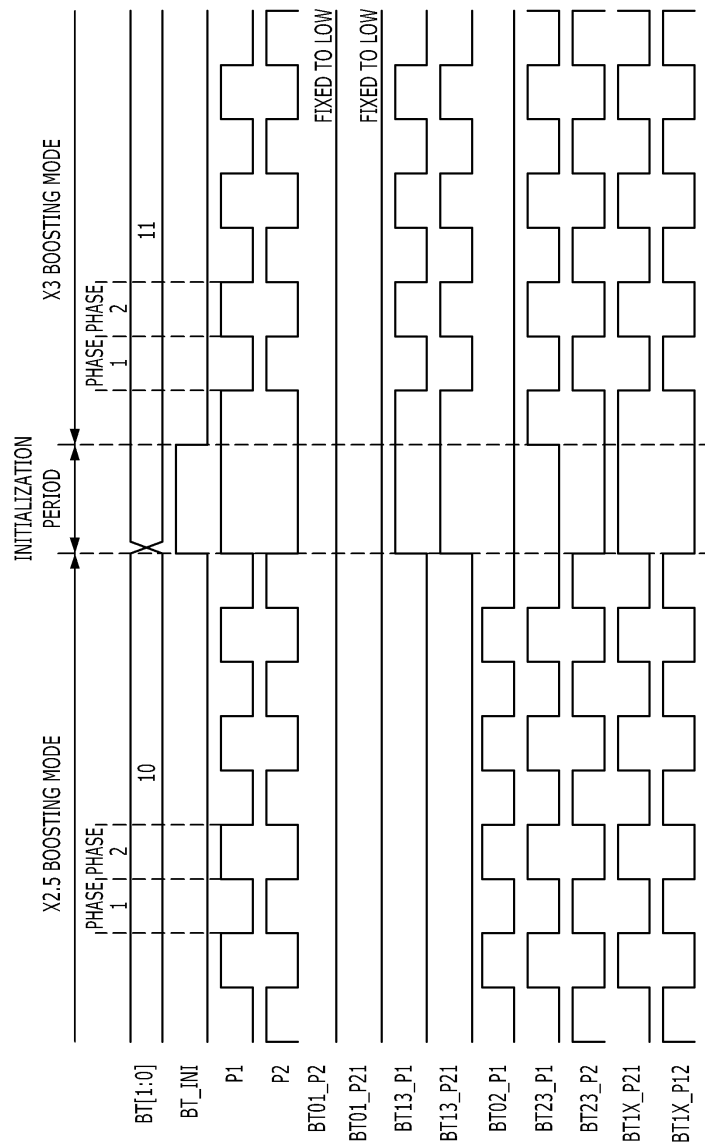 X2.5 BOOSTING MODE
INITIALIZATION
PERIOD
X3 BOOSTING MODE
PHASE PHASE
1 2
PHASE PHASE
1 2
BT[1:0]
10
11
BT_INI
P1
P2
BT01_P2
FIXED TO LOW
BT01_P21
FIXED TO LOW
BT13_P1
BT13_P21
BT02_P1
BT23_P1
BT23_P2
BT1X_P21
BT1X_P12